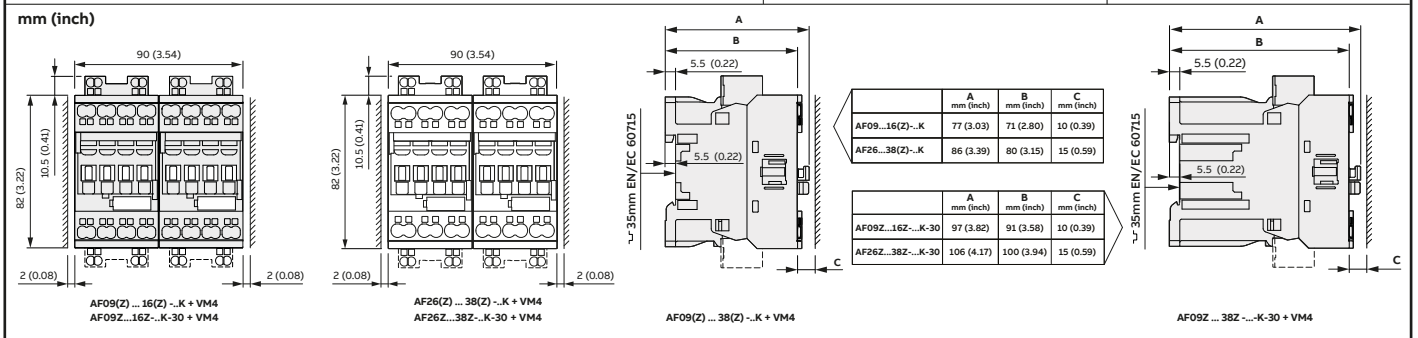 mm (inch)
90 (3.54)
10.5 (0.41)
82 (3.22)
2 (0.08)
2 (0.08)
AF09(Z) ... 16(Z) -..K + VM4
AF09Z...16Z-..K-30 + VM4
90 (3.54)
10.5 (0.41)
82 (3.22)
2 (0.08)
2 (0.08)
AF26(Z) ... 38(Z) -..K + VM4
AF26Z...38Z-..K-30 + VM4
A
B
5.5 (0.22)
5.5 (0.22)
35mm EN/EC 60715
C
AF09(Z) ... 38(Z) -..K + VM4
A B C
mm (inch) mm (inch) mm (inch)
AF09...16(Z)-..K 77 (3.03) 71 (2.80) 10 (0.39)
AF26...38(Z)-..K 86 (3.39) 80 (3.15) 15 (0.59)
A B C
mm (inch) mm (inch) mm (inch)
AF09Z...16Z-...K-30 97 (3.82) 91 (3.58) 10 (0.39)
AF26Z...38Z-...K-30 106 (4.17) 100 (3.94) 15 (0.59)
A
B
5.5 (0.22)
5.5 (0.22)
35mm EN/EC 60715
C
AF09Z ... 38Z -...-K-30 + VM4